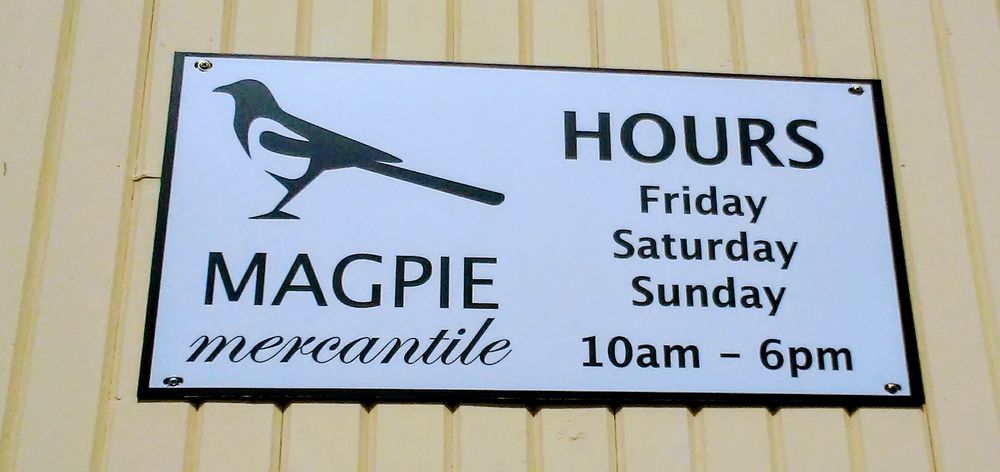 MAGPIE
mercantile
HOURS
Friday
Saturday
Sunday
10am - 6pm